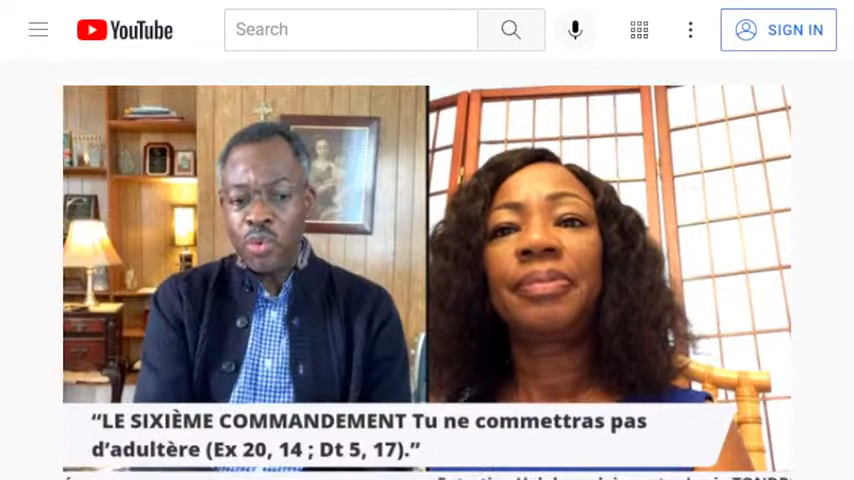 YouTube
Search
SIGN IN
“LE SIXIÈME COMMANDEMENT Tu ne commettras pas
d’adultère (Ex 20, 14 ; Dt 5, 17).”